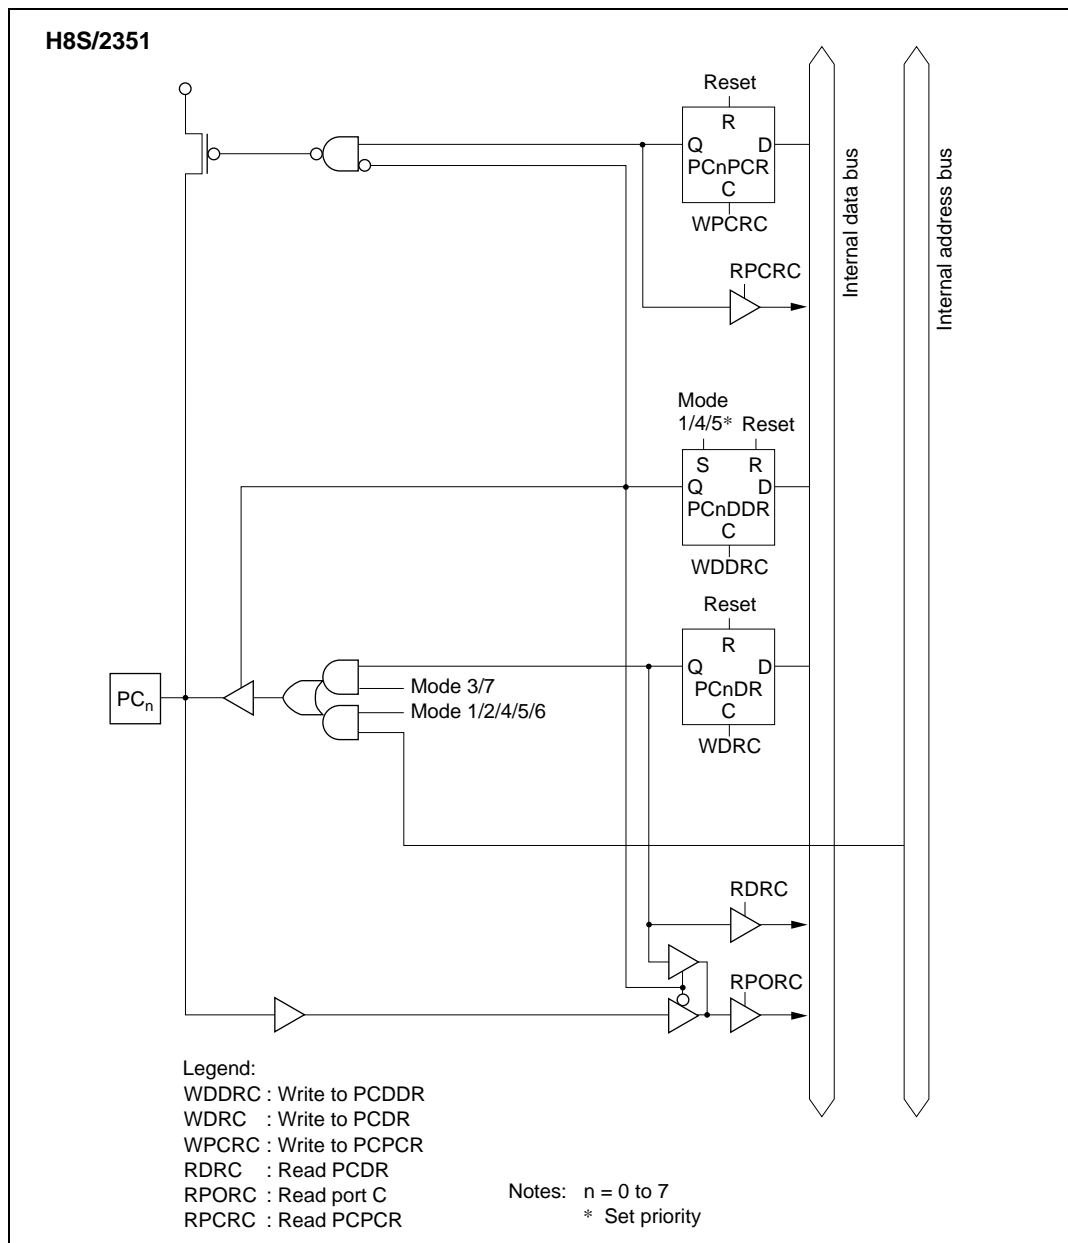 H8S/2351
Reset
R
Q D
PCnPCR
C
WPCRC
RPCRC
Internal data bus
Internal address bus
Mode
1/4/5* Reset
S R
Q D
PCnDDR
C
WDDRC
Reset
R
Q D
PCnDR
C
WDRC
Mode 3/7
Mode 1/2/4/5/6
PCn
RDRC
RPORC
Legend:
WDDRC : Write to PCDDR
WDRC : Write to PCDR
WPCRC : Write to PCPCR
RDRC : Read PCDR
RPORC : Read port C
RPCRC : Read PCPCR
Notes: n = 0 to 7
* Set priority